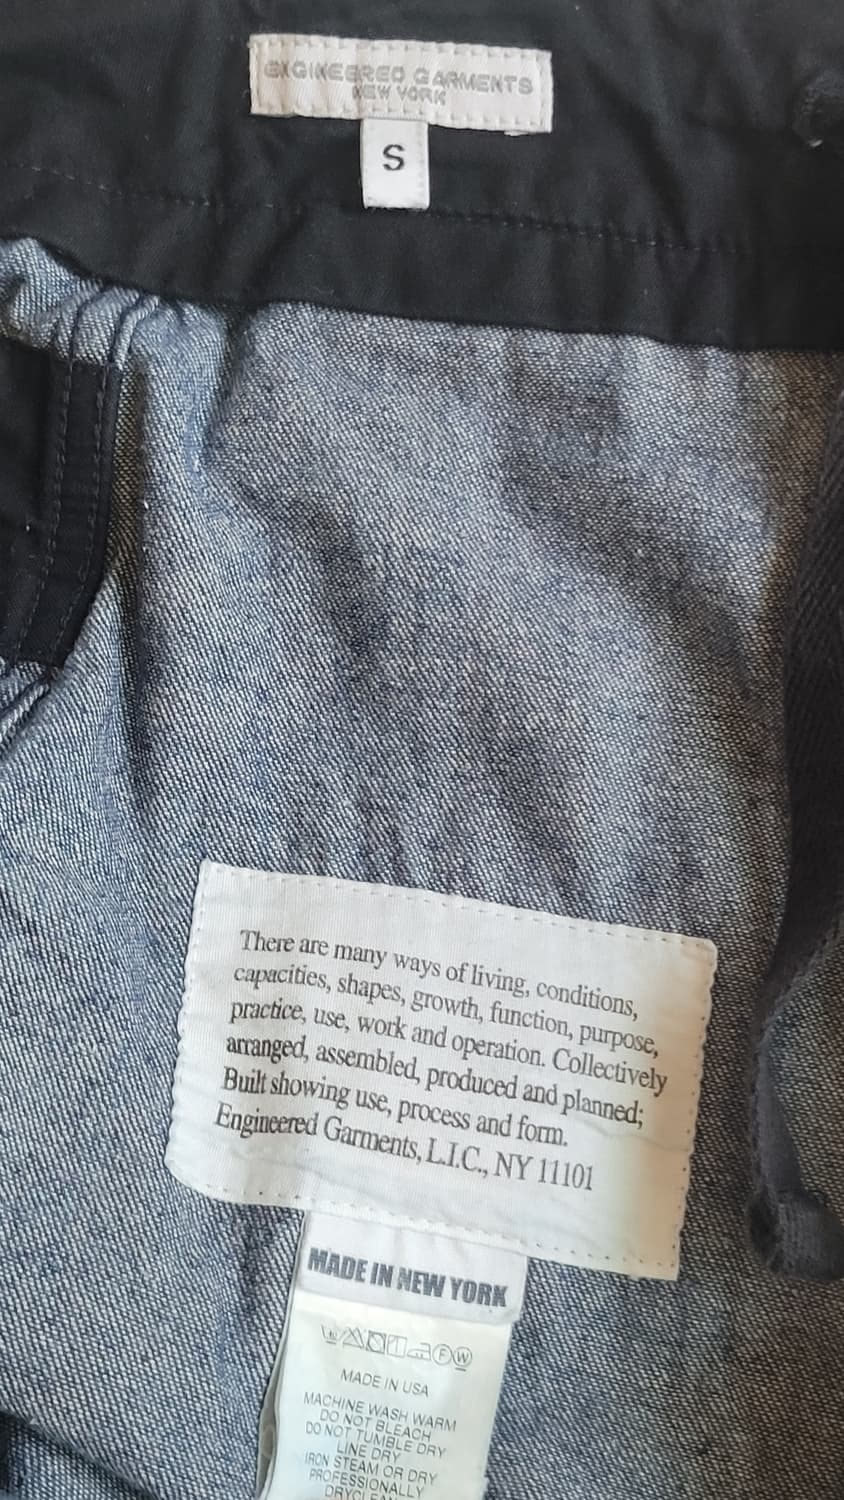 ENGINEERED GARMENTS
NEW YORK
S
There are many ways of living, conditions,
capacities, shapes, growth, function, purpose,
practice, use, work and operation. Collectively
arranged, assembled, produced and planned;
Built showing use, process and form.
Engineered Garments, L.I.C., NY 11101
MADE IN NEW YORK
F W
MADE IN USA
MACHINE WASH WARM
DO NOT BLEACH
DO NOT TUMBLE DRY
LINE DRY
IRON STEAM OR DRY
PROFESSIONALLY